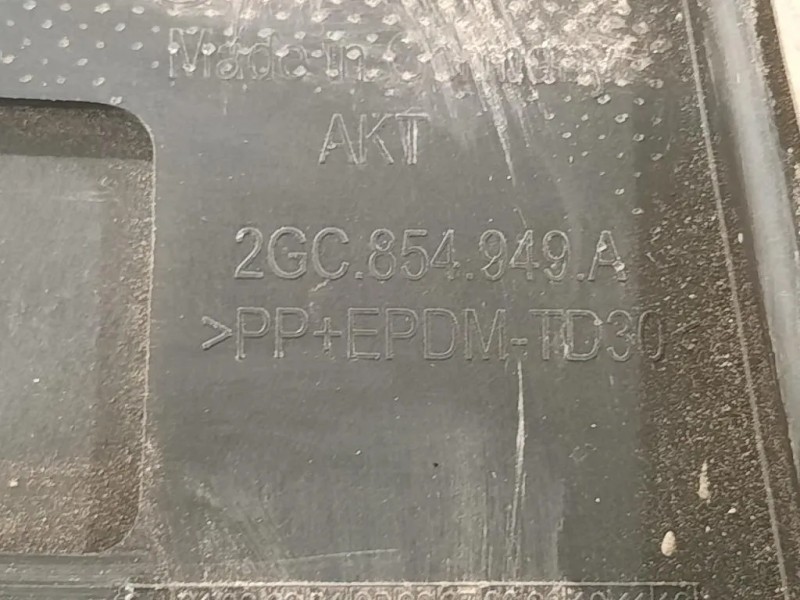 Made in Germany
AKT
2GC.854.949.A
>PP+EPDM-TD30<